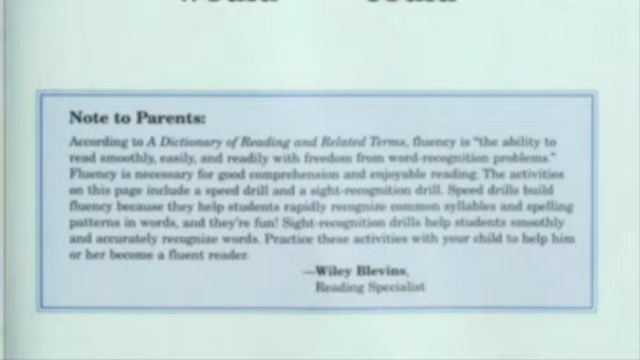 Note to Parents:
According to A Dictionary of Reading and Related Terms, fluency is "the ability to
read smoothly, easily, and readily with freedom from word-recognition problems."
Fluency is necessary for good comprehension and enjoyable reading. The activities
on this page include a speed drill and a sight-recognition drill. Speed drills build
fluency because they help students rapidly recognize common syllables and spelling
patterns in words, and they're fun! Sight-recognition drills help students smoothly
and accurately recognize words. Practice these activities with your child to help him
or her become a fluent reader.
—Wiley Blevins,
Reading Specialist